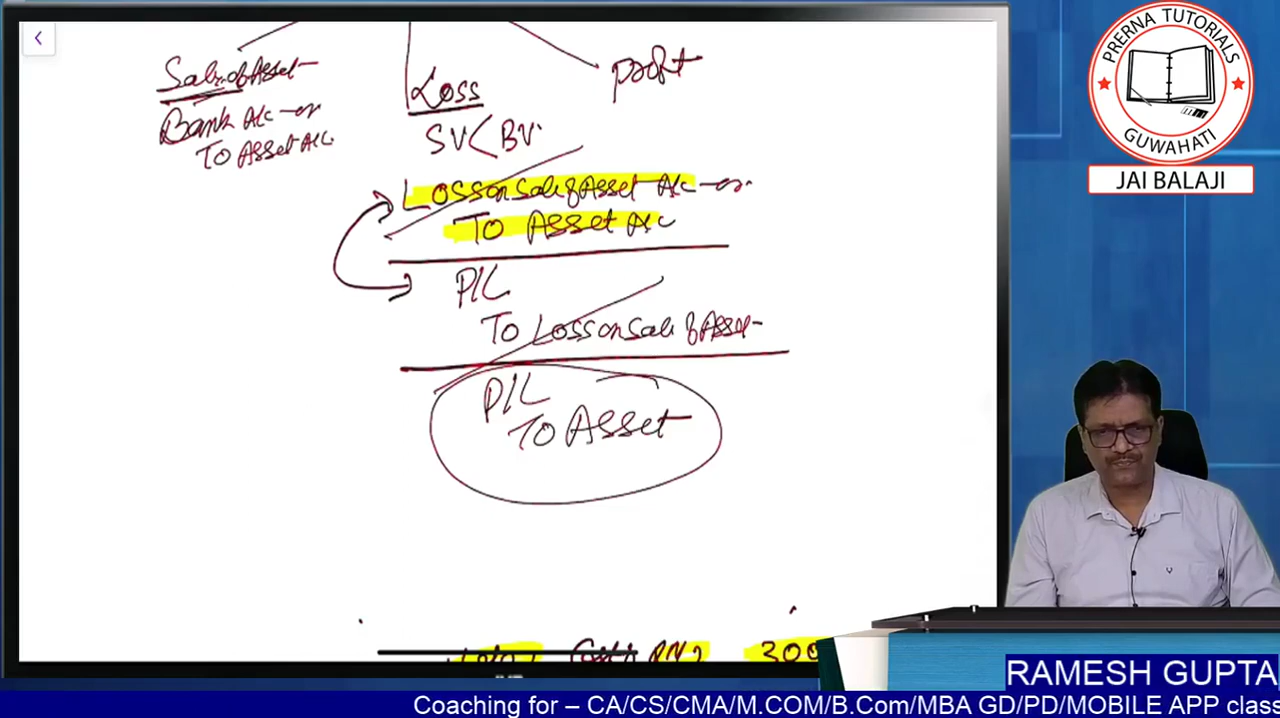 Sale of Asset
Bank A/c Dr
To Asset A/c
Loss
SV < BV
Profit
Loss on Sale of Asset A/c Dr.
To Asset A/c
P/L
To Loss on Sale of Asset
P/L
To Asset
300
PRERNA TUTORIALS
GUWAHATI
JAI BALAJI
RAMESH GUPTA
Coaching for – CA/CS/CMA/M.COM/B.Com/MBA GD/PD/MOBILE APP class